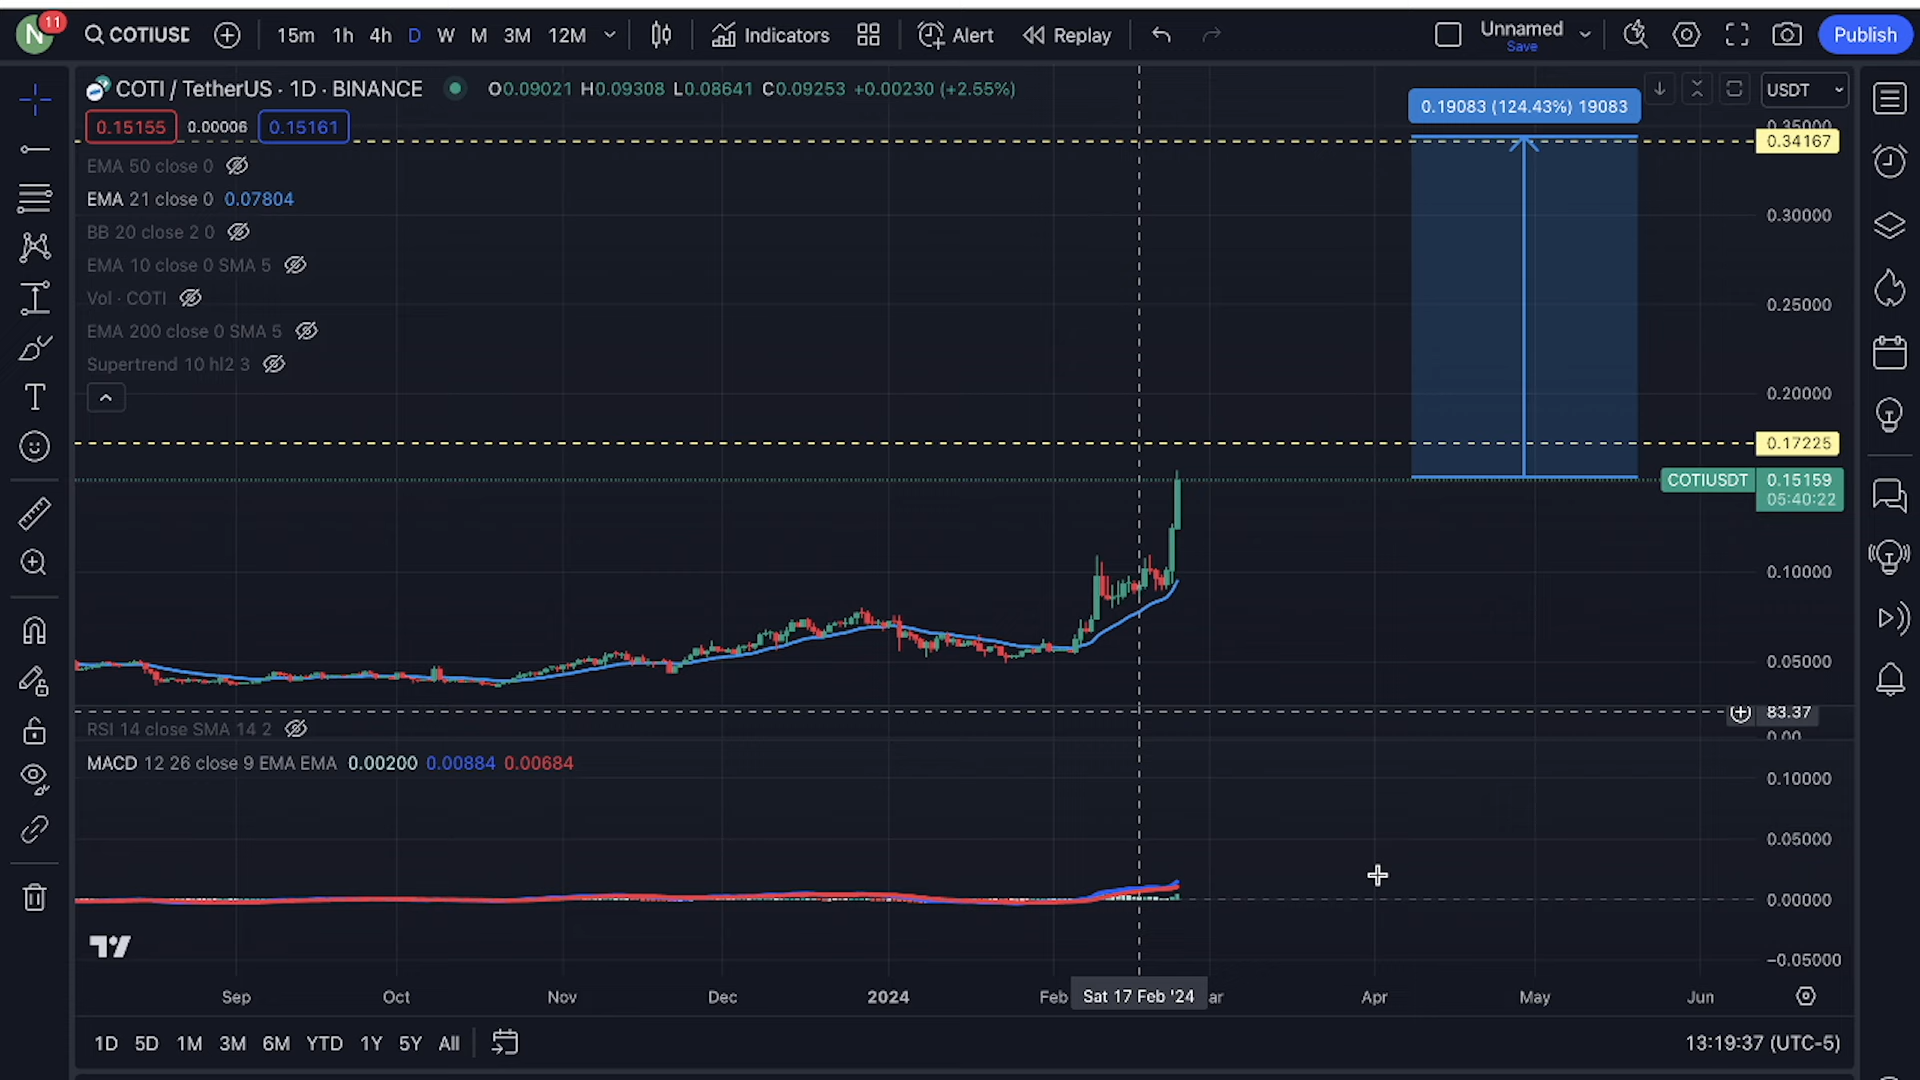 N 11 COTIUSD 15m 1h 4h D W M 3M 12M Indicators Alert Replay Unnamed Save Publish
COTI / TetherUS · 1D · BINANCE O0.09021 H0.09308 L0.08641 C0.09253 +0.00230 (+2.55%)
USDT
0.15155 0.00006 0.15161
0.19083 (124.43%) 19083
0.35000
0.34167
EMA 50 close 0
EMA 21 close 0 0.07804
0.30000
BB 20 close 2 0
EMA 10 close 0 SMA 5
Vol · COTI
0.25000
EMA 200 close 0 SMA 5
Supertrend 10 hl2 3
0.20000
0.17225
COTIUSDT 0.15159
05:40:22
0.10000
0.05000
83.37
RSI 14 close SMA 14 2
0.00
MACD 12 26 close 9 EMA EMA 0.00200 0.00884 0.00684
0.10000
0.05000
0.00000
−0.05000
Sep Oct Nov Dec 2024 Feb Sat 17 Feb '24 ar Apr May Jun
1D 5D 1M 3M 6M YTD 1Y 5Y All
13:19:37 (UTC-5)